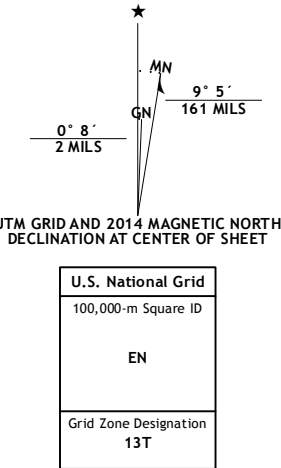 MN
9° 5´
161 MILS
GN
0° 8´
2 MILS
UTM GRID AND 2014 MAGNETIC NORTH
DECLINATION AT CENTER OF SHEET
U.S. National Grid
100,000-m Square ID
EN
Grid Zone Designation
13T